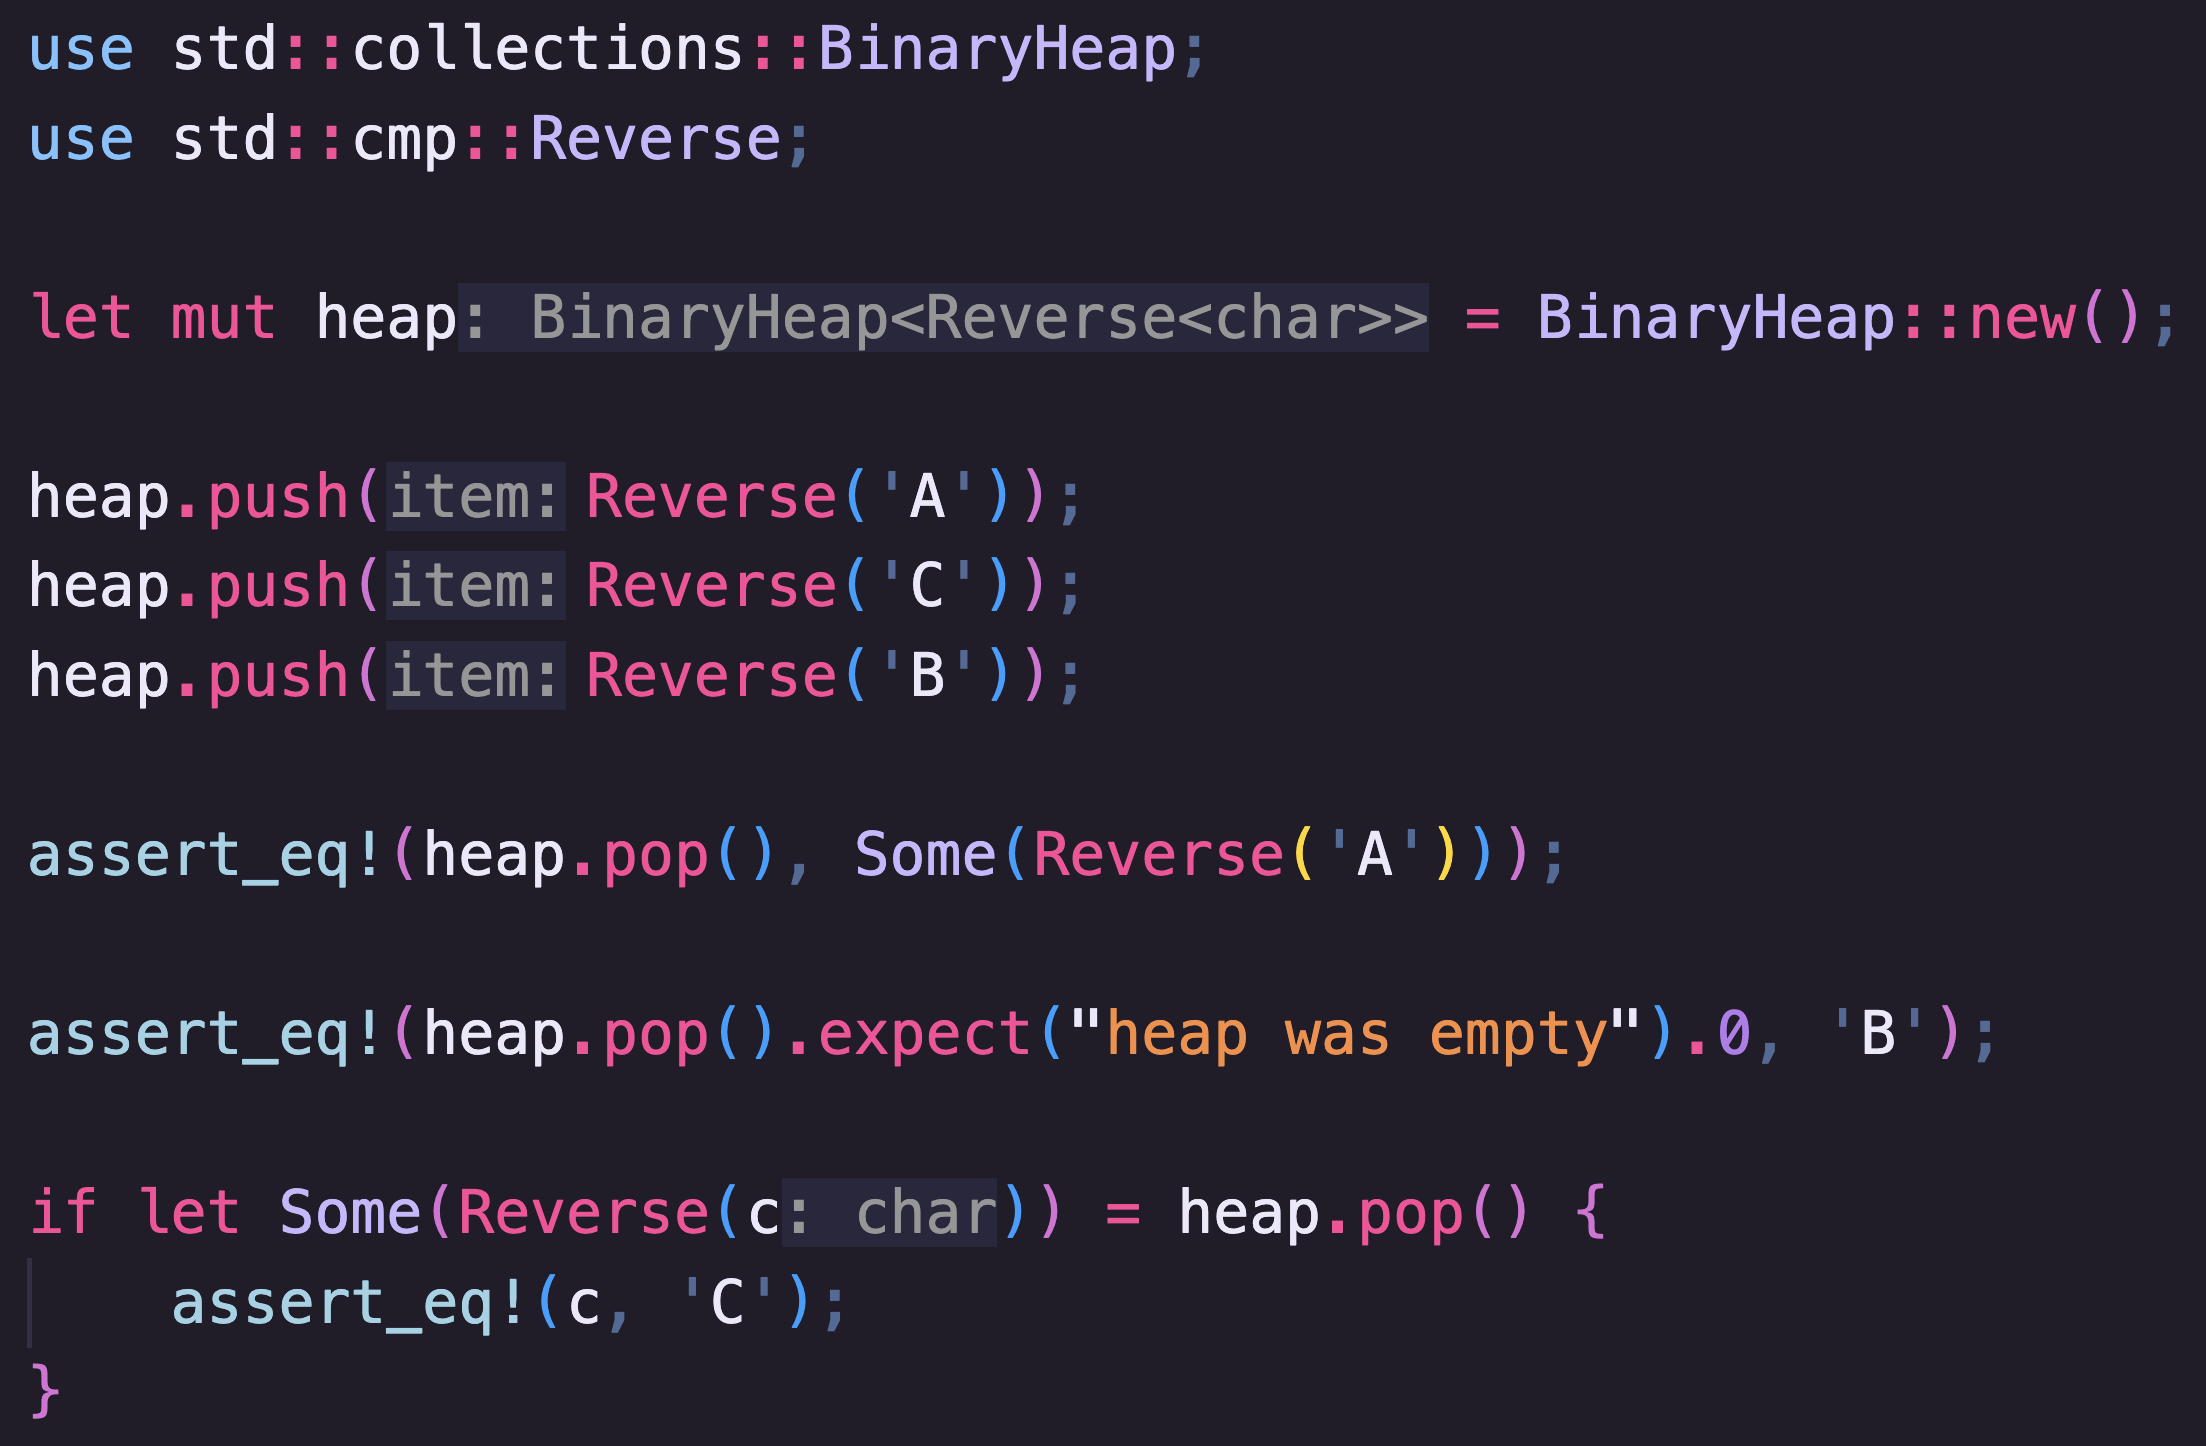 use std::collections::BinaryHeap;
use std::cmp::Reverse;
let mut heap: BinaryHeap<Reverse<char>> = BinaryHeap::new();
heap.push(item: Reverse('A'));
heap.push(item: Reverse('C'));
heap.push(item: Reverse('B'));
assert_eq!(heap.pop(), Some(Reverse('A')));
assert_eq!(heap.pop().expect("heap was empty").0, 'B');
if let Some(Reverse(c: char)) = heap.pop() {
    assert_eq!(c, 'C');
}